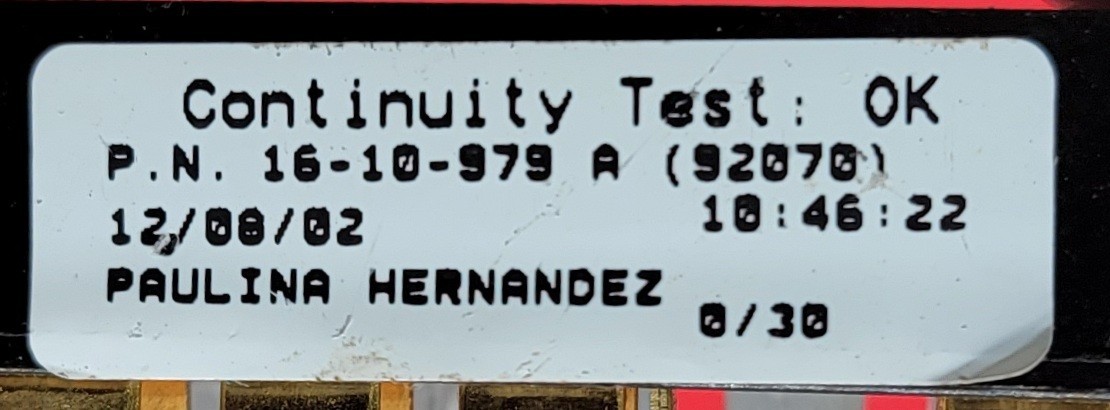 Continuity Test: OK
P.N. 16-10-979 A (92070)
12/08/02 10:46:22
PAULINA HERNANDEZ
0/30